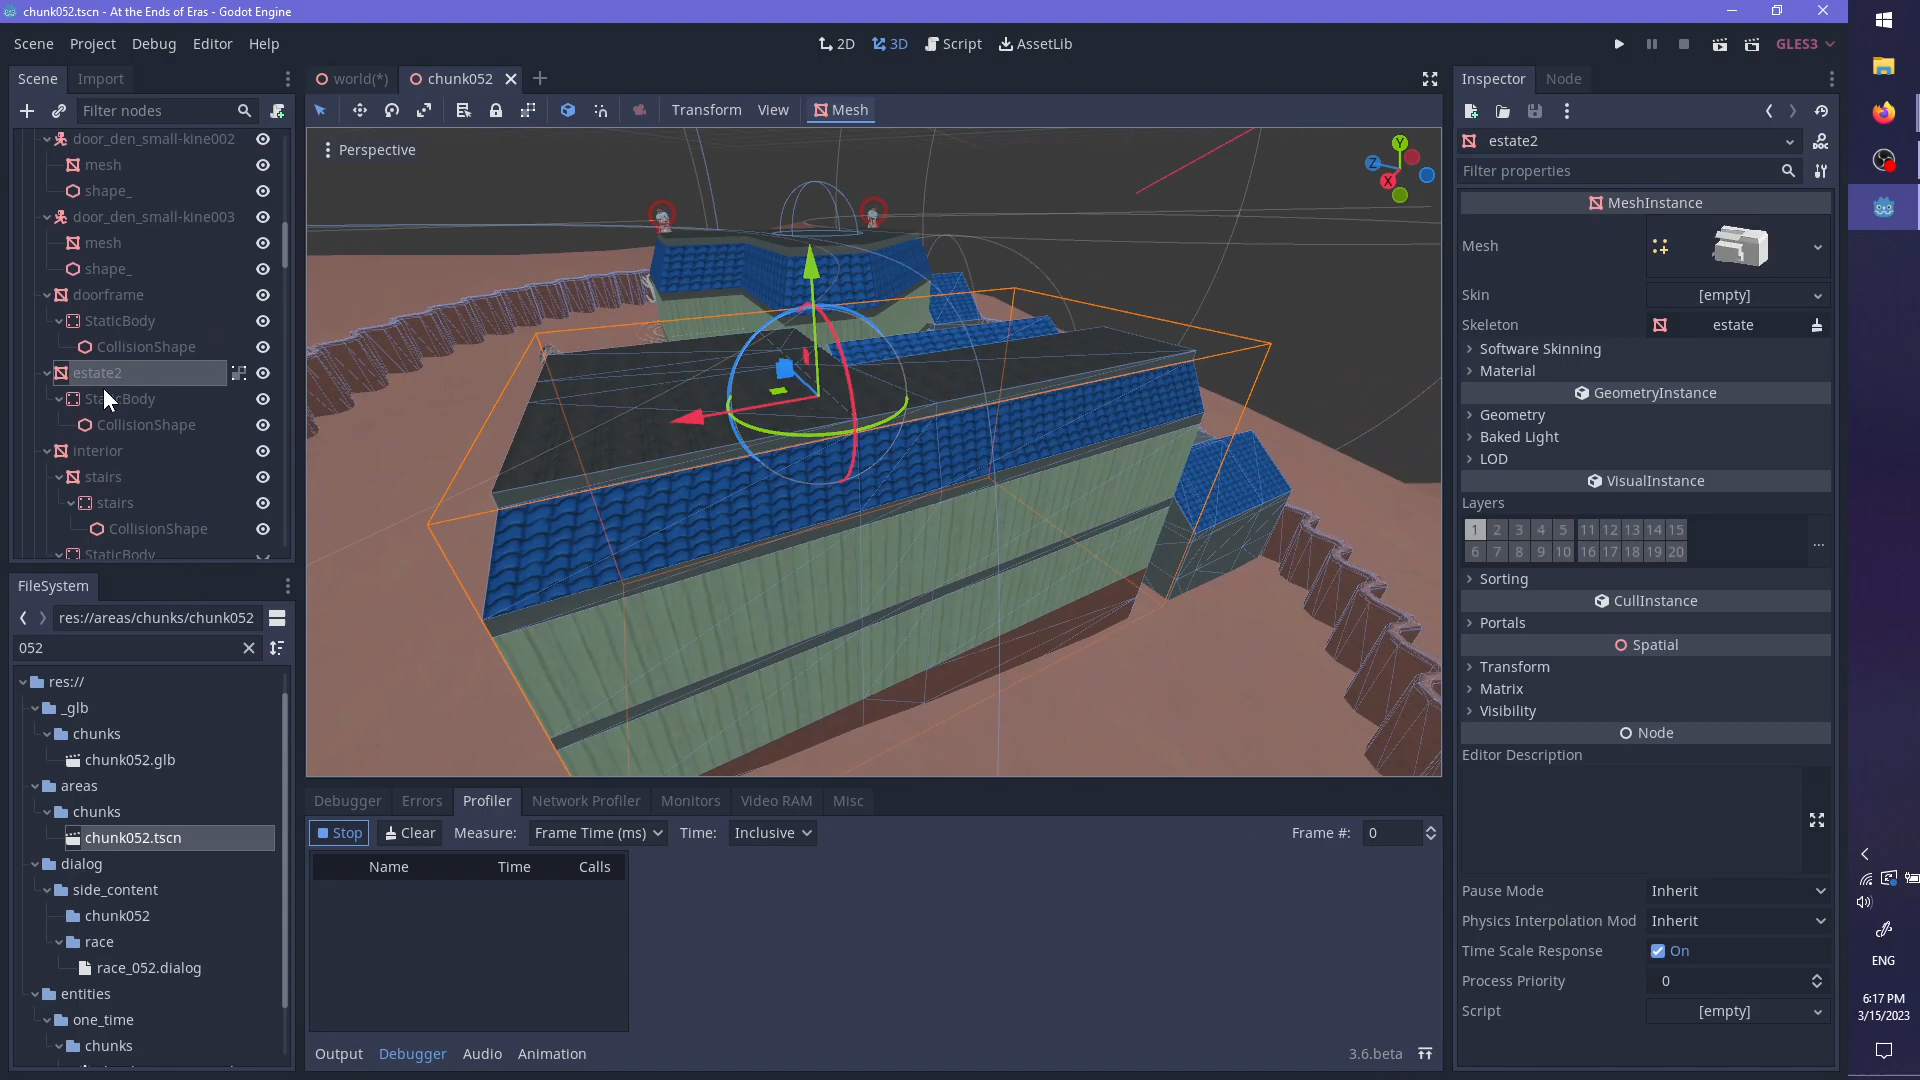 chunk052.tscn - At the Ends of Eras - Godot Engine
Scene Project Debug Editor Help
2D 3D Script AssetLib
GLES3
Scene Import
Filter nodes
door_den_small-kine002
mesh
shape_
door_den_small-kine003
mesh
shape_
doorframe
StaticBody
CollisionShape
estate2
StaticBody
CollisionShape
interior
stairs
stairs
CollisionShape
StaticBody
FileSystem
res://areas/chunks/chunk052
052
res://
_glb
chunks
chunk052.glb
areas
chunks
chunk052.tscn
dialog
side_content
chunk052
race
race_052.dialog
entities
one_time
chunks
world(*) chunk052
Transform View Mesh
Perspective
Y
Z
X
Debugger Errors Profiler Network Profiler Monitors Video RAM Misc
Stop Clear Measure: Frame Time (ms) Time: Inclusive Frame #: 0
Name Time Calls
Output Debugger Audio Animation 3.6.beta
Inspector Node
estate2
DOC
Filter properties
MeshInstance
Mesh
Skin [empty]
Skeleton estate
Software Skinning
Material
GeometryInstance
Geometry
Baked Light
LOD
VisualInstance
Layers
1 2 3 4 5 11 12 13 14 15
6 7 8 9 10 16 17 18 19 20
...
Sorting
CullInstance
Portals
Spatial
Transform
Matrix
Visibility
Node
Editor Description
Pause Mode Inherit
Physics Interpolation Mod Inherit
Time Scale Response On
Process Priority 0
Script [empty]
ENG
6:17 PM
3/15/2023